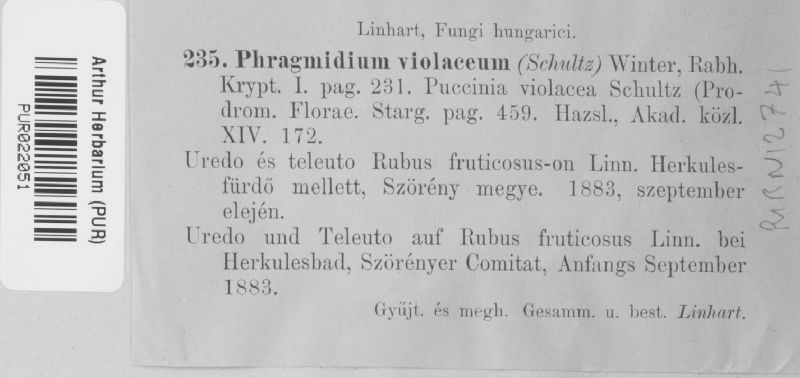 Linhart, Fungi hungarici.
235. Phragmidium violaceum (Schultz) Winter, Rabh.
Krypt. I. pag. 231. Puccinia violacea Schultz (Pro-
drom. Florae. Starg. pag. 459. Hazsl., Akad. közl.
XIV. 172.
Uredo és teleuto Rubus fruticosus-on Linn. Herkules-
fürdő mellett, Szörény megye. 1883, szeptember
elején.
Uredo und Teleuto auf Rubus fruticosus Linn. bei
Herkulesbad, Szörényer Comitat, Anfangs September
1883.
Gyűjt. és megh. Gesamm. u. best. Linhart.
Arthur Herbarium (PUR)
PUR022051
PURN12741